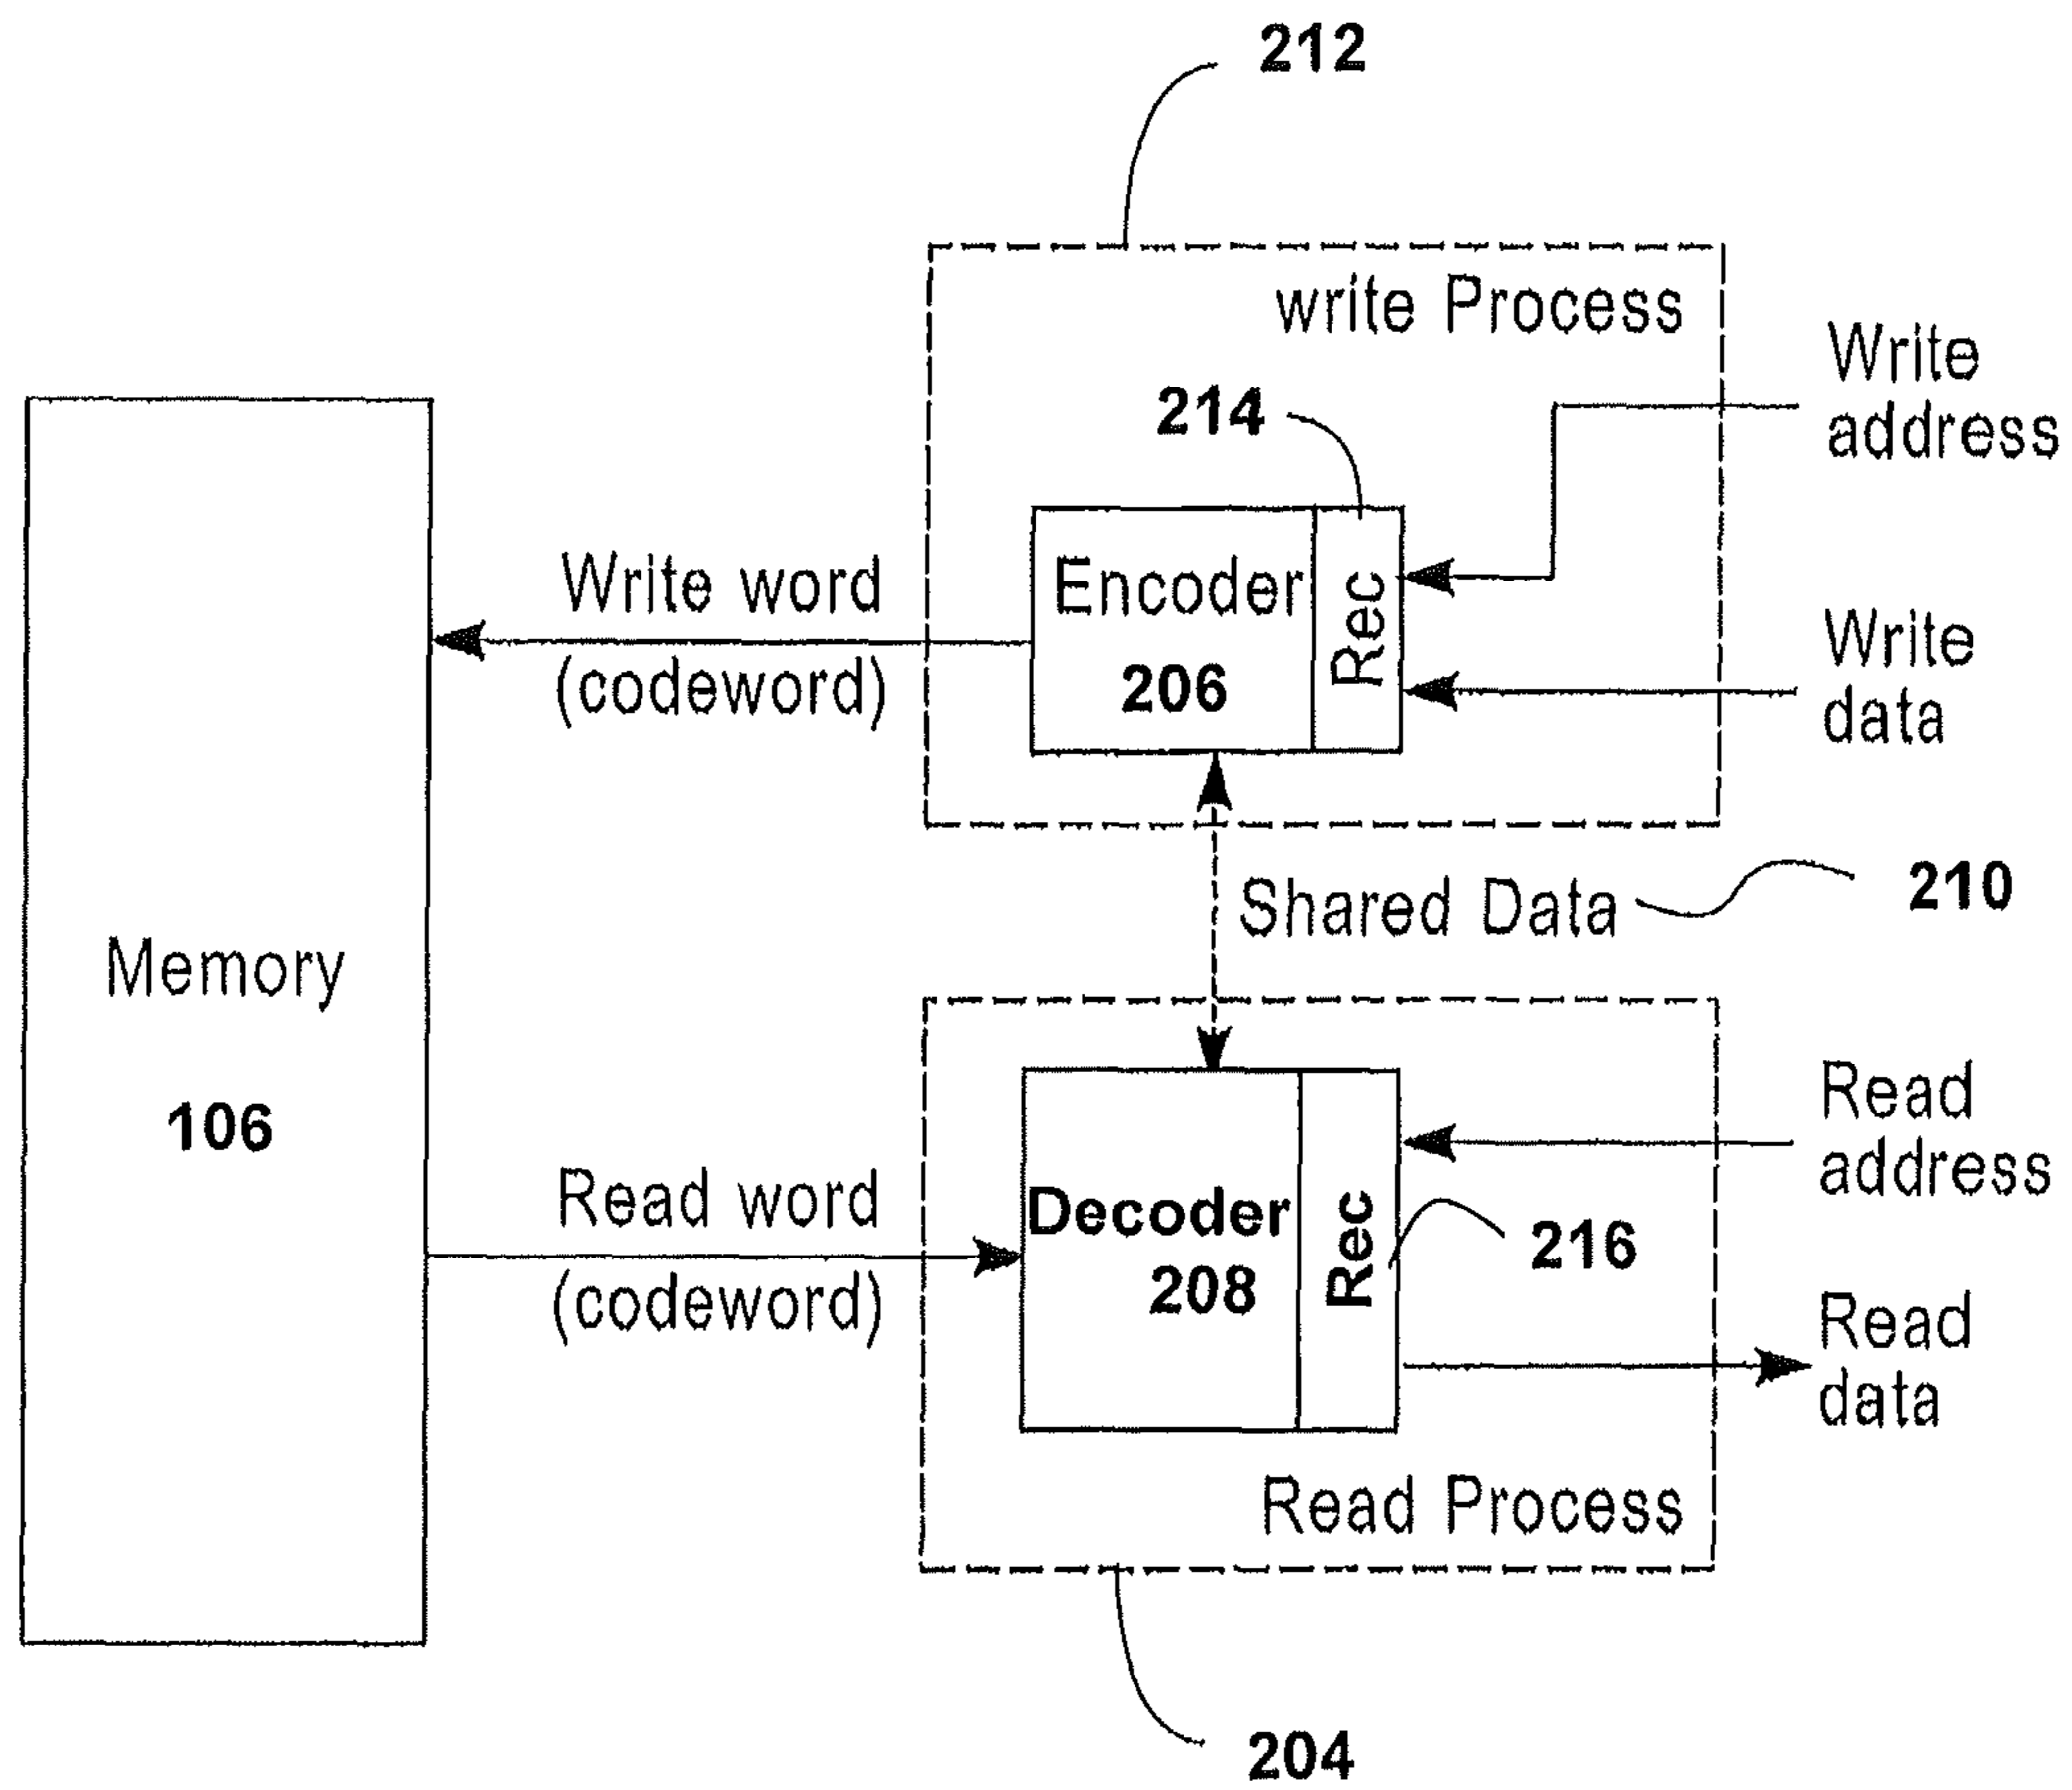 212
write Process
Write
address
214
Encoder
206
Rec
Write word
(codeword)
Write
data
Shared Data
210
Memory
106
Read
address
Read word
(codeword)
Decoder
208
Rec
216
Read
data
Read Process
204